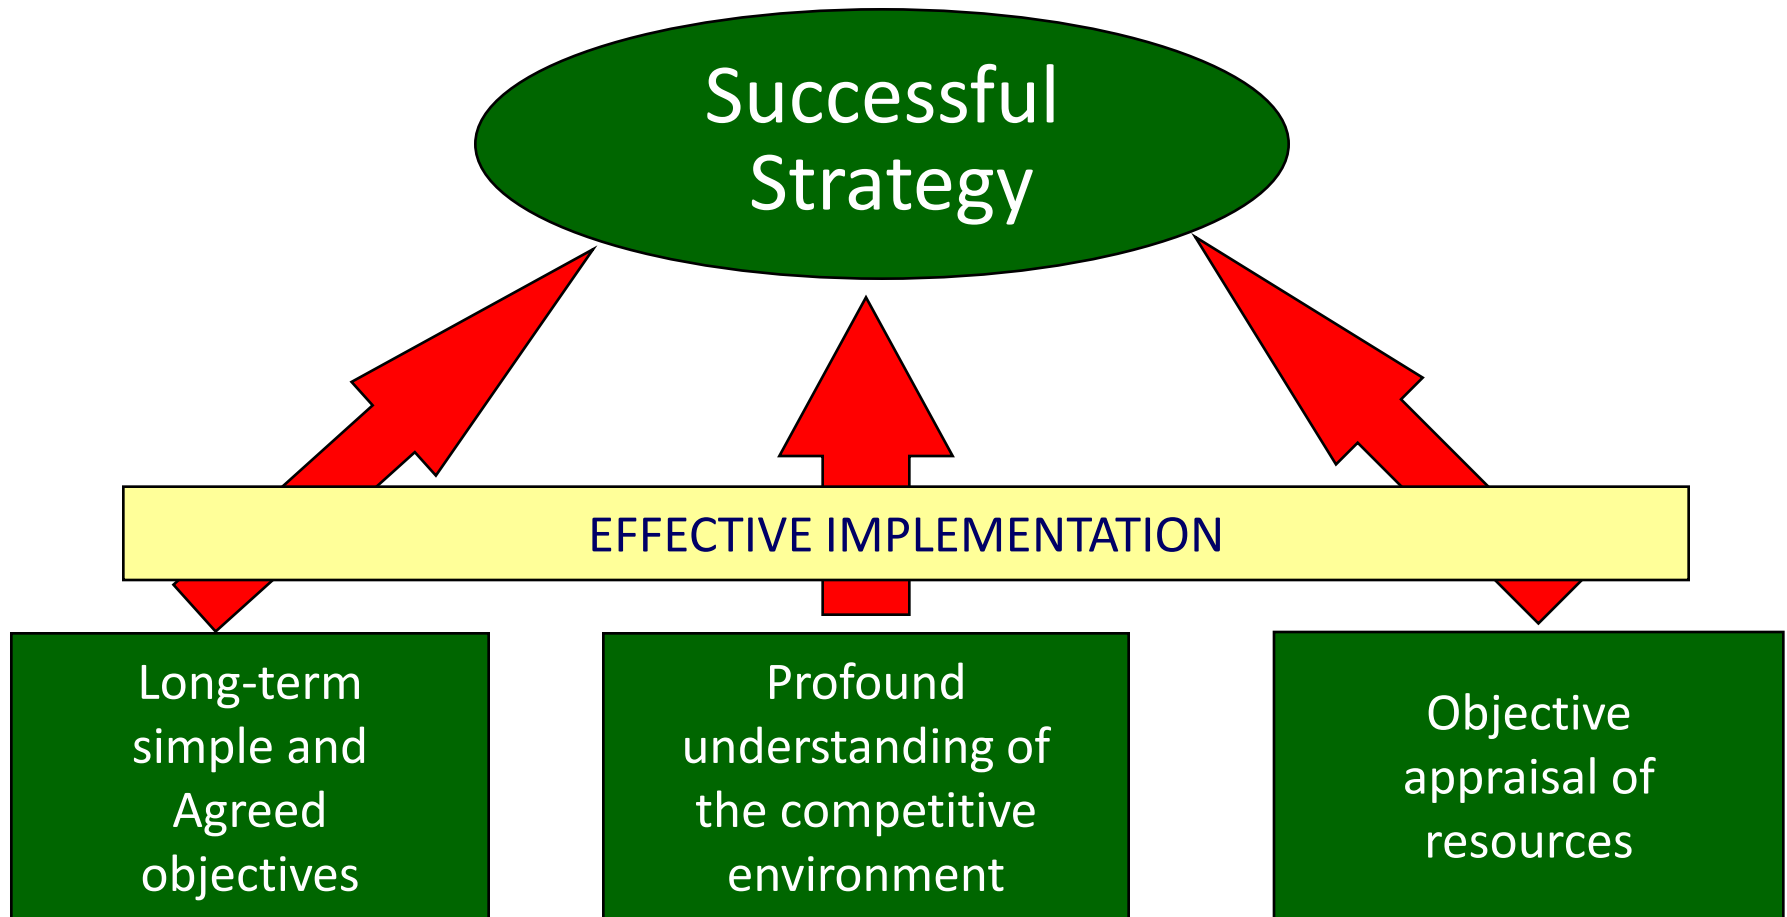 Successful
Strategy
EFFECTIVE IMPLEMENTATION
Long-term
simple and
Agreed
objectives
Profound
understanding of
the competitive
environment
Objective
appraisal of
resources